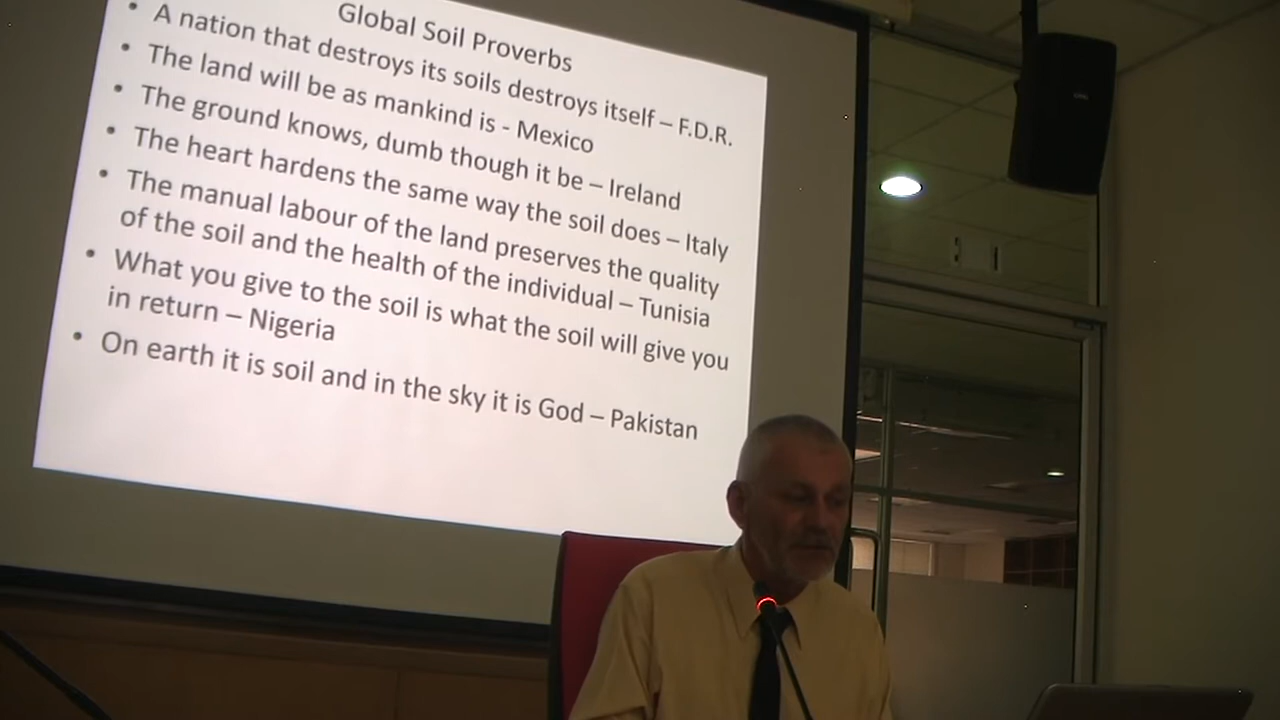 Global Soil Proverbs
• A nation that destroys its soils destroys itself – F.D.R.
• The land will be as mankind is - Mexico
• The ground knows, dumb though it be – Ireland
• The heart hardens the same way the soil does – Italy
• The manual labour of the land preserves the quality
of the soil and the health of the individual – Tunisia
• What you give to the soil is what the soil will give you
in return – Nigeria
• On earth it is soil and in the sky it is God – Pakistan